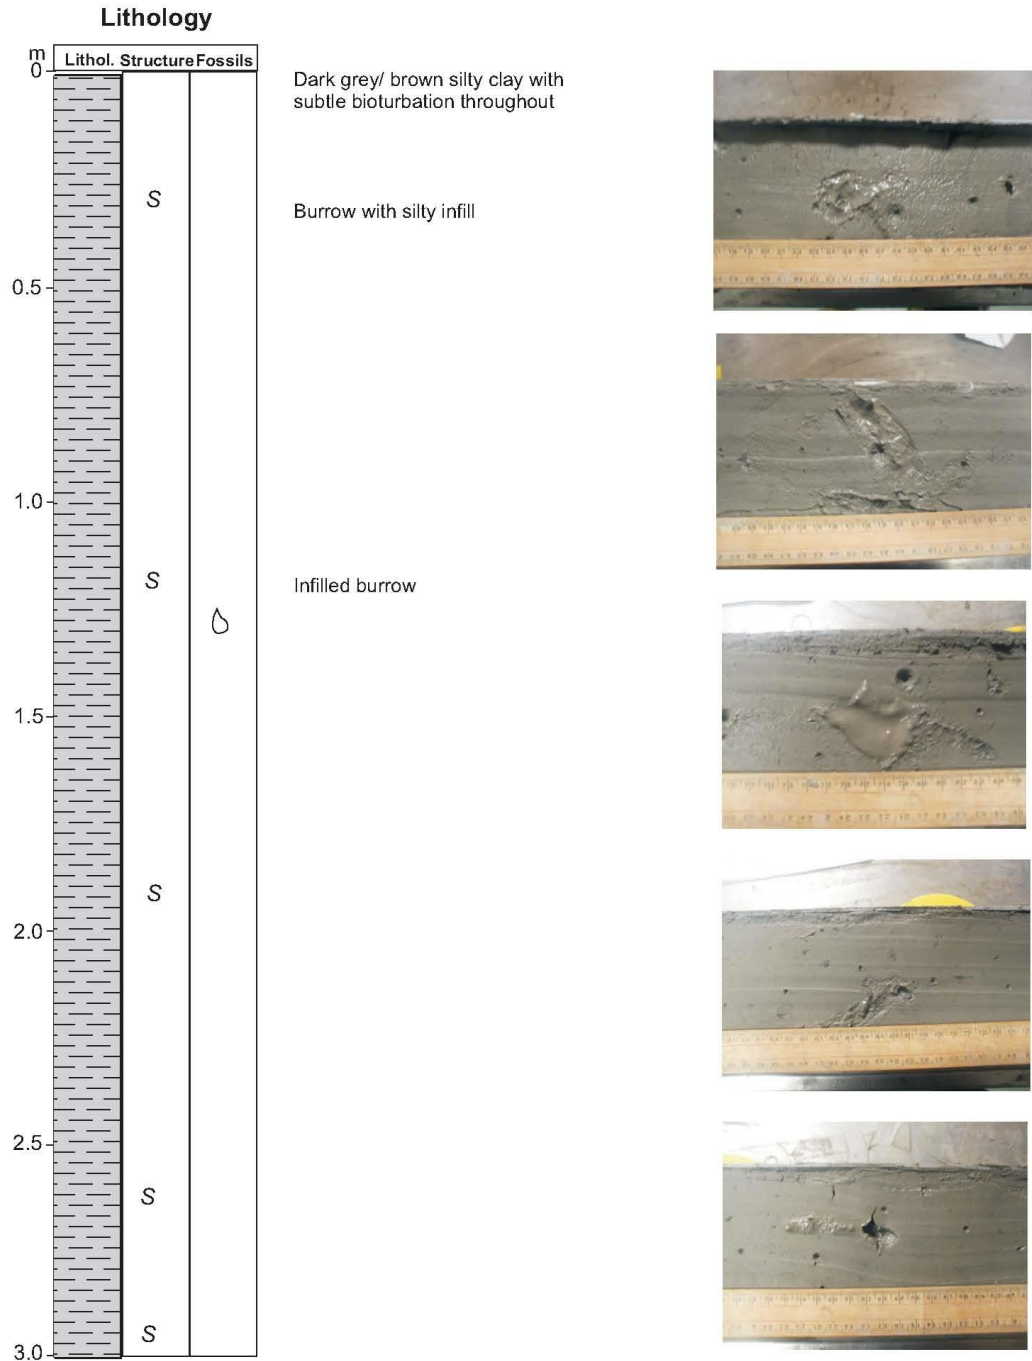 Lithology
m
Lithol. Structure Fossils
0
Dark grey/ brown silty clay with
subtle bioturbation throughout
S
Burrow with silty infill
0.5
1.0
S
Infilled burrow
1.5
S
2.0
2.5
S
S
3.0